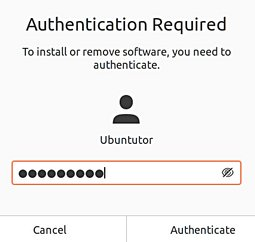 Authentication Required
To install or remove software, you need to
authenticate.
Ubuntutor
●●●●●●●●●
Cancel Authenticate